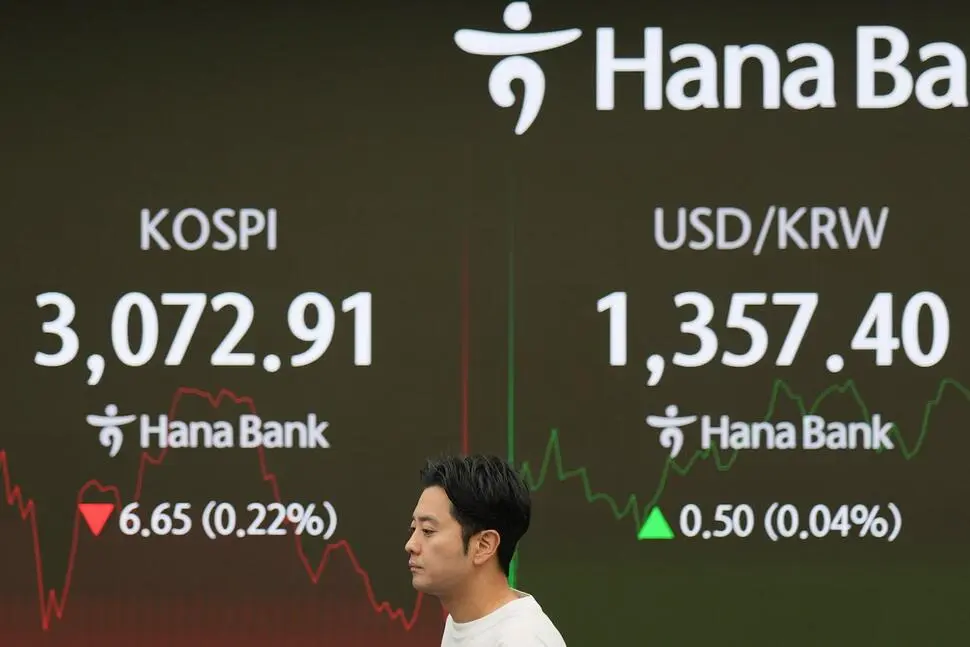 Hana Ba
KOSPI
3,072.91
Hana Bank
▼ 6.65 (0.22%)
USD/KRW
1,357.40
Hana Bank
▲ 0.50 (0.04%)